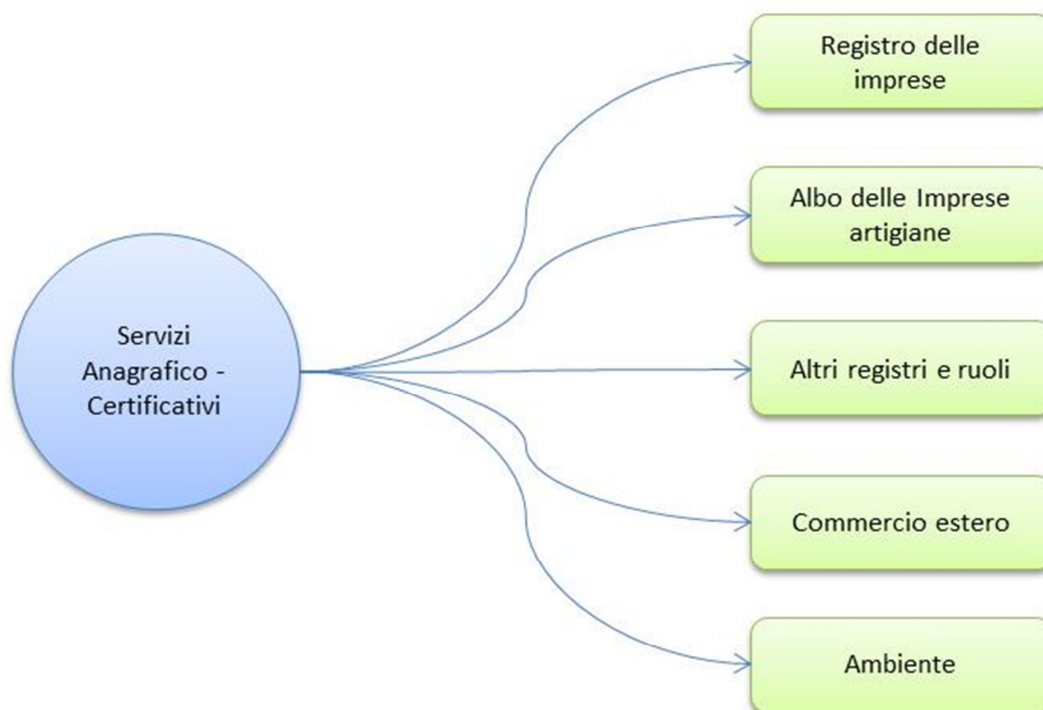 Registro delle
imprese
Albo delle Imprese
artigiane
Servizi
Anagrafico -
Certificativi
Altri registri e ruoli
Commercio estero
Ambiente